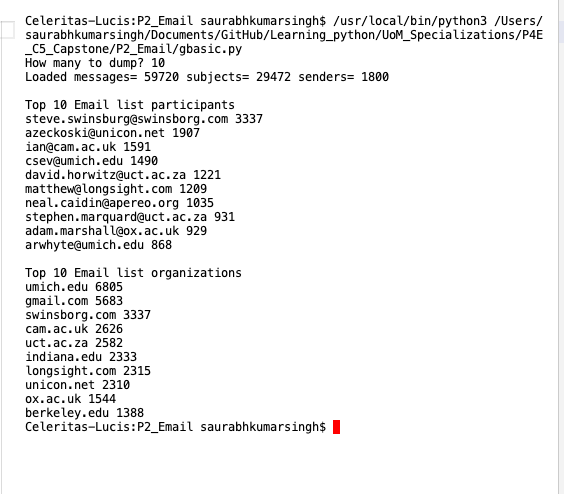 Celeritas-Lucis:P2_Email saurabhkumarsingh$ /usr/local/bin/python3 /Users/
saurabhkumarsingh/Documents/GitHub/Learning_python/UoM_Specializations/P4E
_C5_Capstone/P2_Email/gbasic.py
How many to dump? 10
Loaded messages= 59720 subjects= 29472 senders= 1800
Top 10 Email list participants
steve.swinsburg@swinsborg.com 3337
azeckoski@unicon.net 1907
ian@cam.ac.uk 1591
csev@umich.edu 1490
david.horwitz@uct.ac.za 1221
matthew@longsight.com 1209
neal.caidin@apereo.org 1035
stephen.marquard@uct.ac.za 931
adam.marshall@ox.ac.uk 929
arwhyte@umich.edu 868
Top 10 Email list organizations
umich.edu 6805
gmail.com 5683
swinsborg.com 3337
cam.ac.uk 2626
uct.ac.za 2582
indiana.edu 2333
longsight.com 2315
unicon.net 2310
ox.ac.uk 1544
berkeley.edu 1388
Celeritas-Lucis:P2_Email saurabhkumarsingh$